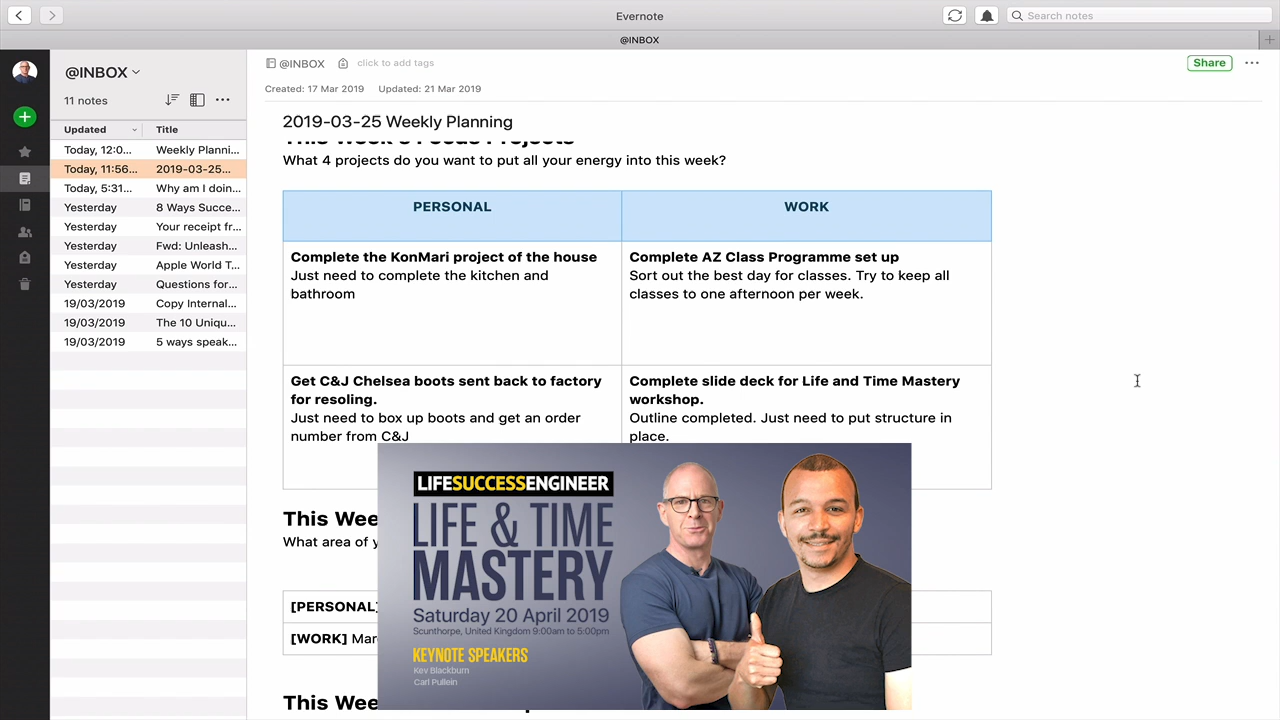 Evernote
Search notes
@INBOX
@INBOX
11 notes
Updated Title
Today, 12:0... Weekly Planni...
Today, 11:56... 2019-03-25...
Today, 5:31... Why am I doin...
Yesterday 8 Ways Succe...
Yesterday Your receipt fr...
Yesterday Fwd: Unleash...
Yesterday Apple World T...
Yesterday Questions for...
19/03/2019 Copy Internal...
19/03/2019 The 10 Uniqu...
19/03/2019 5 ways speak...
@INBOX click to add tags
Share
Created: 17 Mar 2019 Updated: 21 Mar 2019
2019-03-25 Weekly Planning
This Week's Focus Projects
What 4 projects do you want to put all your energy into this week?
PERSONAL WORK
Complete the KonMari project of the house
Just need to complete the kitchen and
bathroom
Complete AZ Class Programme set up
Sort out the best day for classes. Try to keep all
classes to one afternoon per week.
Get C&J Chelsea boots sent back to factory
for resoling.
Just need to box up boots and get an order
number from C&J
Complete slide deck for Life and Time Mastery
workshop.
Outline completed. Just need to put structure in
place.
This Wee
What area of y
[PERSONAL]
[WORK] Mar
This Wee
LIFESUCCESSENGINEER
LIFE & TIME
MASTERY
Saturday 20 April 2019
Scunthorpe, United Kingdom 9:00am to 5:00pm
KEYNOTE SPEAKERS
Kev Blackburn
Carl Pullein